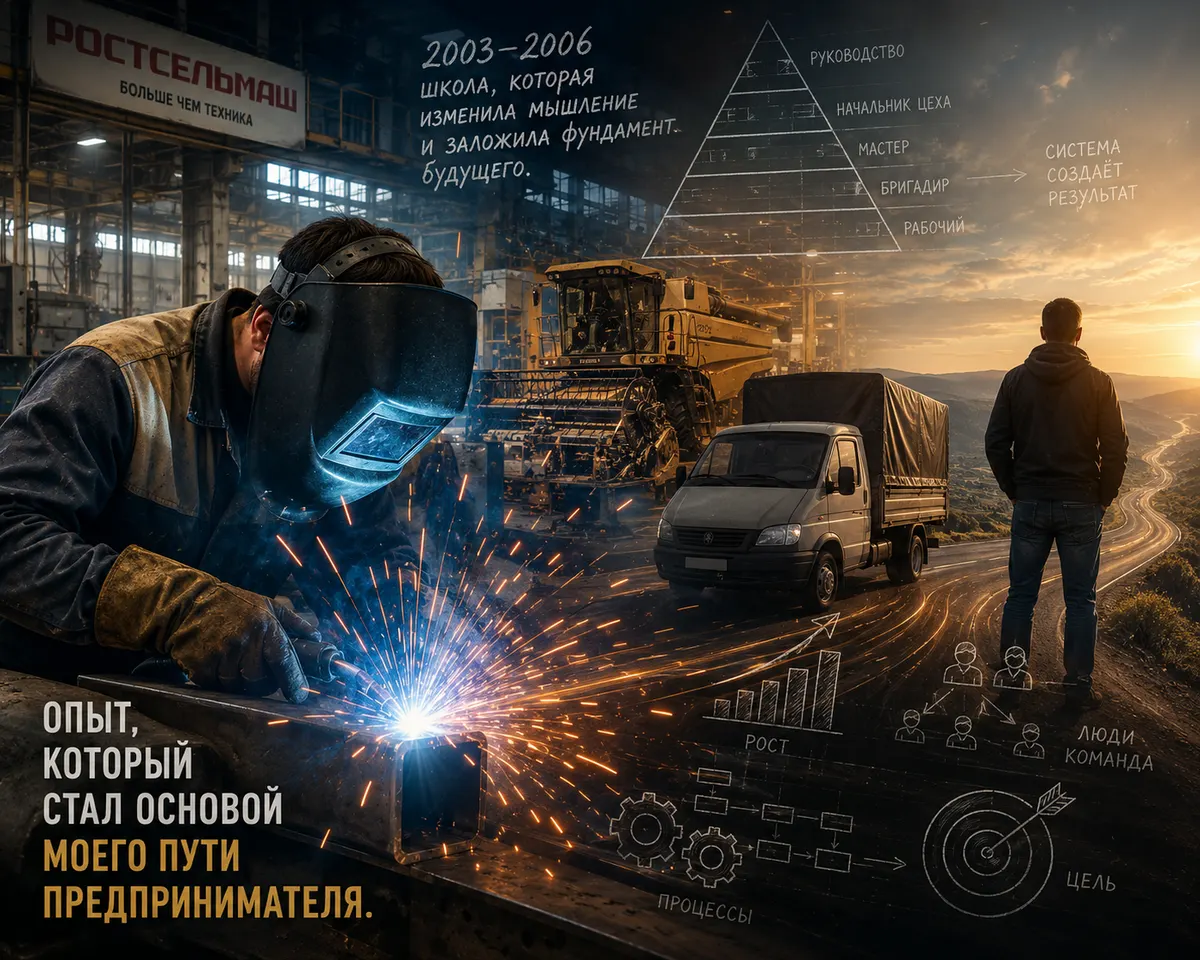 РОСТСЕЛЬМАШ
БОЛЬШЕ ЧЕМ ТЕХНИКА
2003–2006
ШКОЛА, КОТОРАЯ
ИЗМЕНИЛА МЫШЛЕНИЕ
И ЗАЛОЖИЛА ФУНДАМЕНТ
БУДУЩЕГО.
РУКОВОДСТВО
НАЧАЛЬНИК ЦЕХА
МАСТЕР
БРИГАДИР
РАБОЧИЙ
СИСТЕМА
СОЗДАЁТ
РЕЗУЛЬТАТ
ОПЫТ,
КОТОРЫЙ
СТАЛ ОСНОВОЙ
МОЕГО ПУТИ
ПРЕДПРИНИМАТЕЛЯ.
РОСТ
ЛЮДИ
КОМАНДА
ПРОЦЕССЫ
ЦЕЛЬ